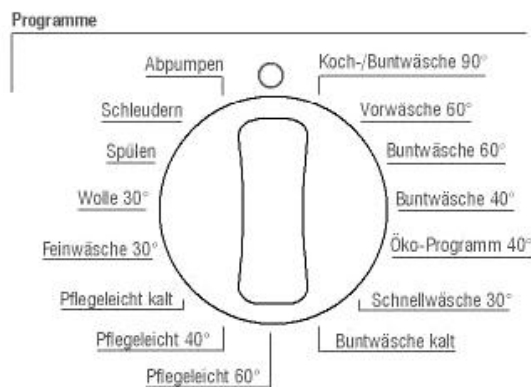 Programme
Abpumpen
Koch-/Buntwäsche 90°
Schleudern
Vorwäsche 60°
Spülen
Buntwäsche 60°
Wolle 30°
Buntwäsche 40°
Feinwäsche 30°
Öko-Programm 40°
Pflegeleicht kalt
Schnellwäsche 30°
Pflegeleicht 40°
Buntwäsche kalt
Pflegeleicht 60°